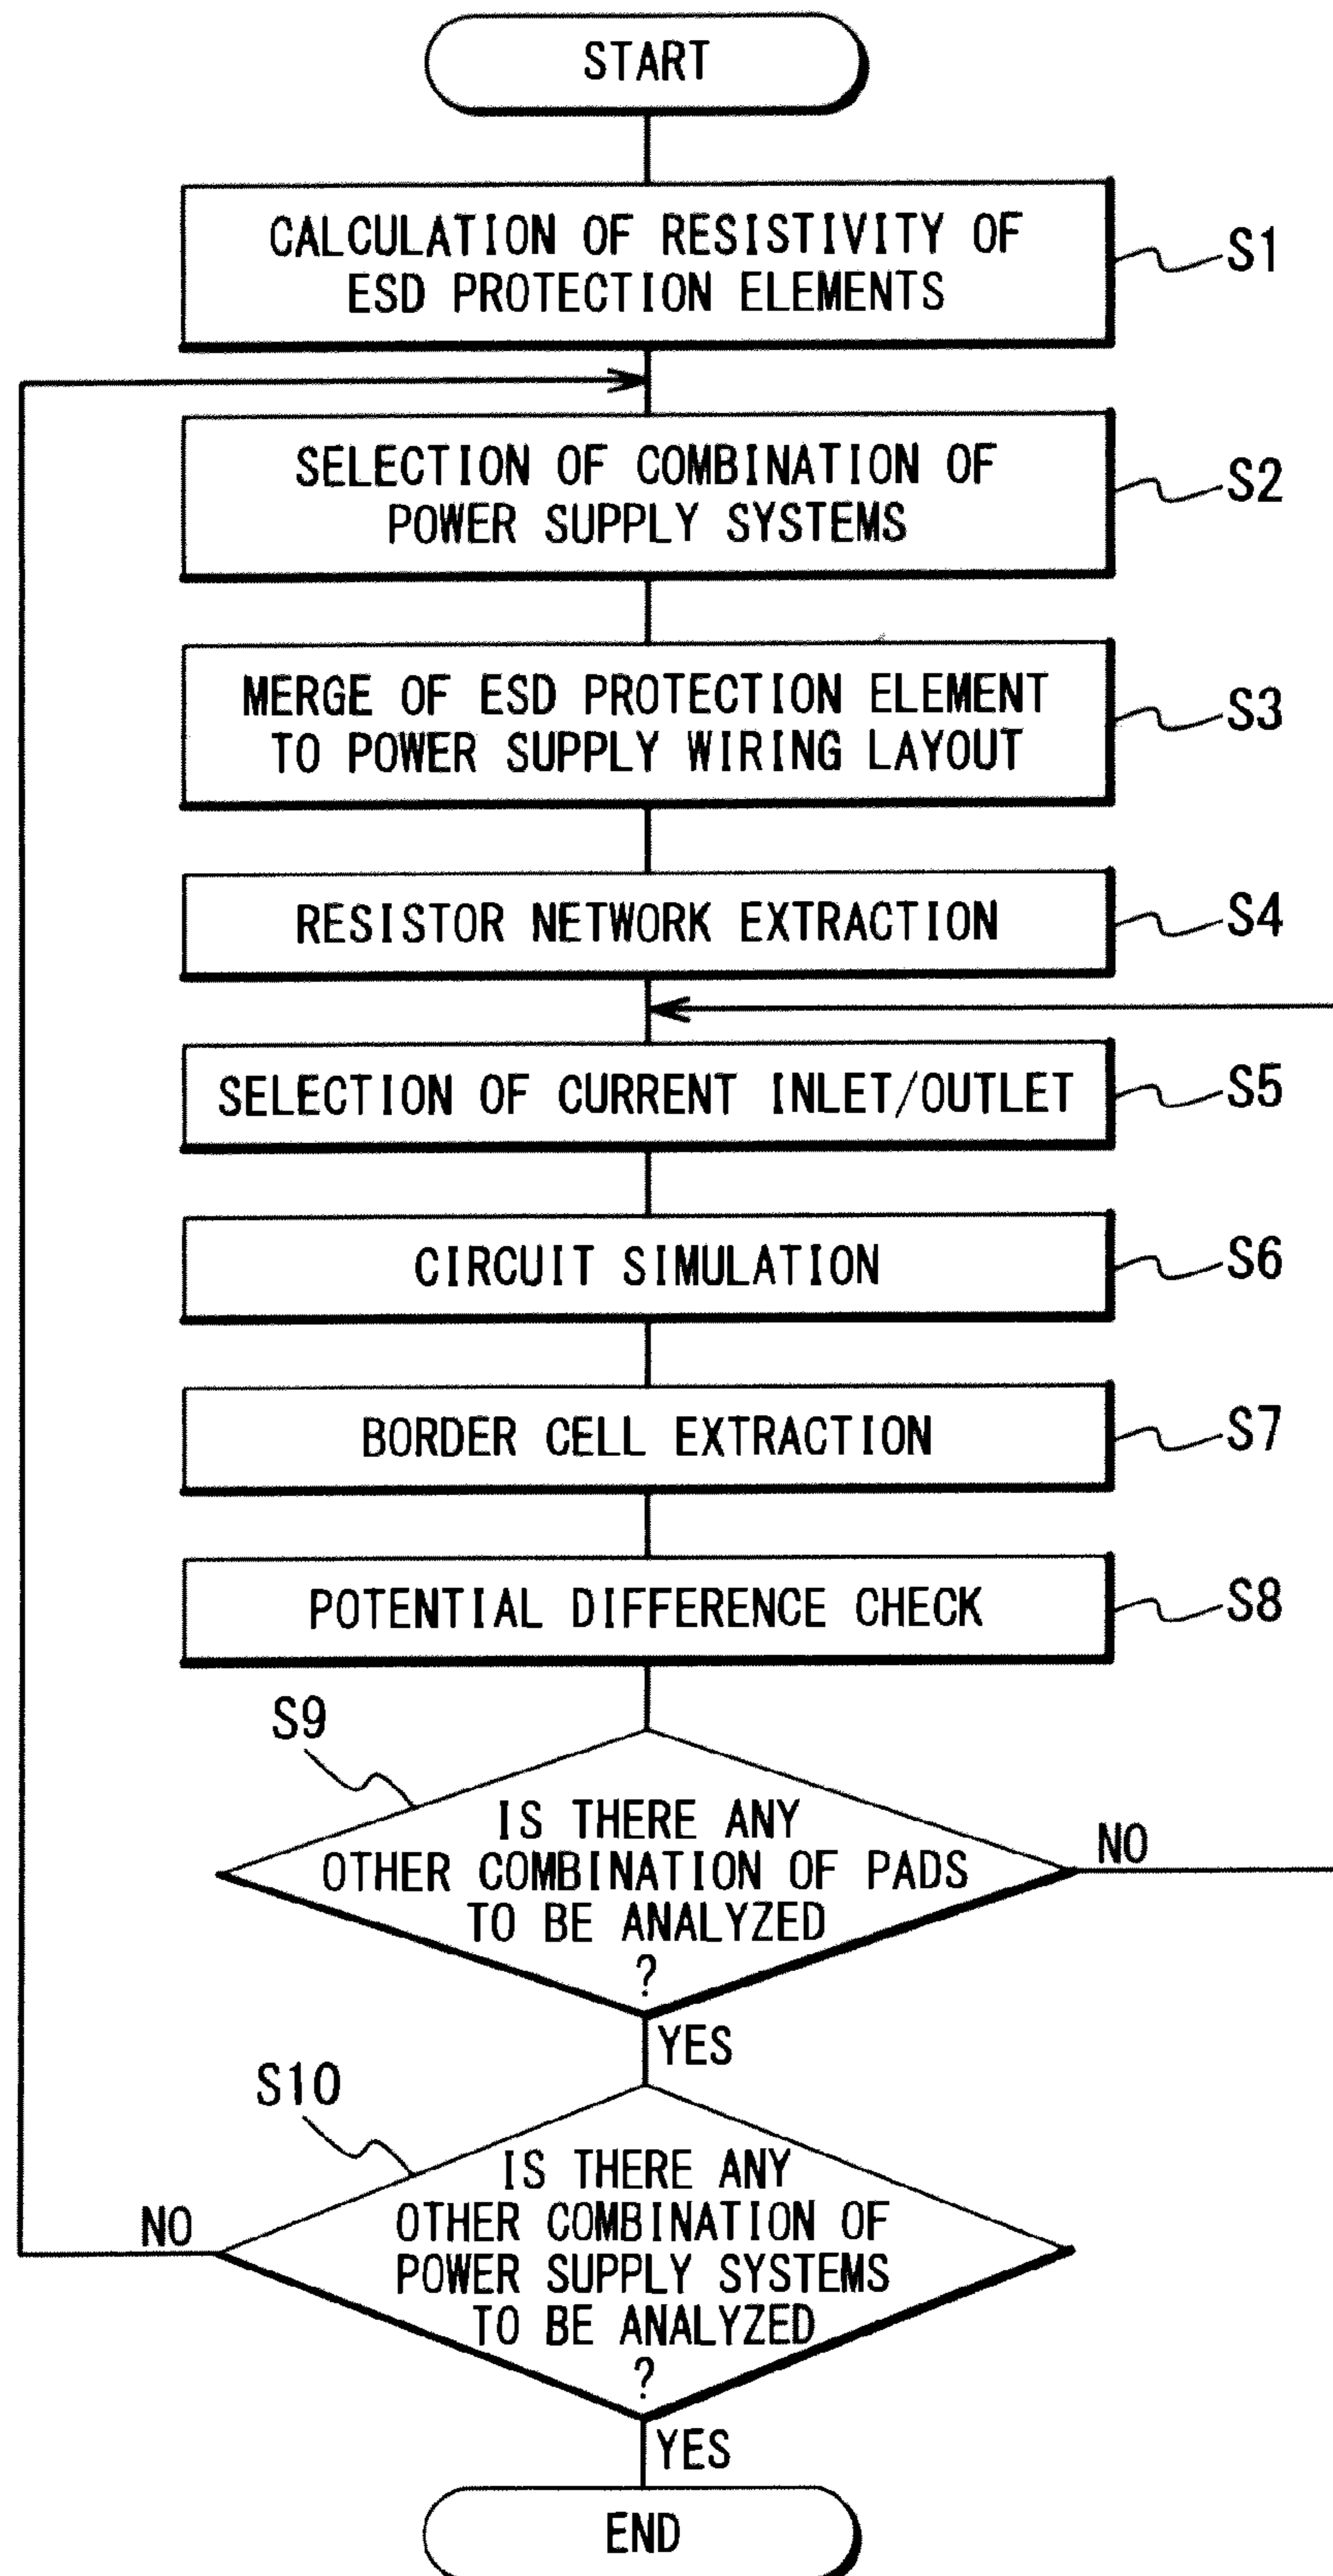 START
CALCULATION OF RESISTIVITY OF
ESD PROTECTION ELEMENTS
S1
SELECTION OF COMBINATION OF
POWER SUPPLY SYSTEMS
S2
MERGE OF ESD PROTECTION ELEMENT
TO POWER SUPPLY WIRING LAYOUT
S3
RESISTOR NETWORK EXTRACTION
S4
SELECTION OF CURRENT INLET/OUTLET
S5
CIRCUIT SIMULATION
S6
BORDER CELL EXTRACTION
S7
POTENTIAL DIFFERENCE CHECK
S8
S9
IS THERE ANY
OTHER COMBINATION OF PADS
TO BE ANALYZED
?
NO
YES
S10
IS THERE ANY
OTHER COMBINATION OF
POWER SUPPLY SYSTEMS
TO BE ANALYZED
?
NO
YES
END